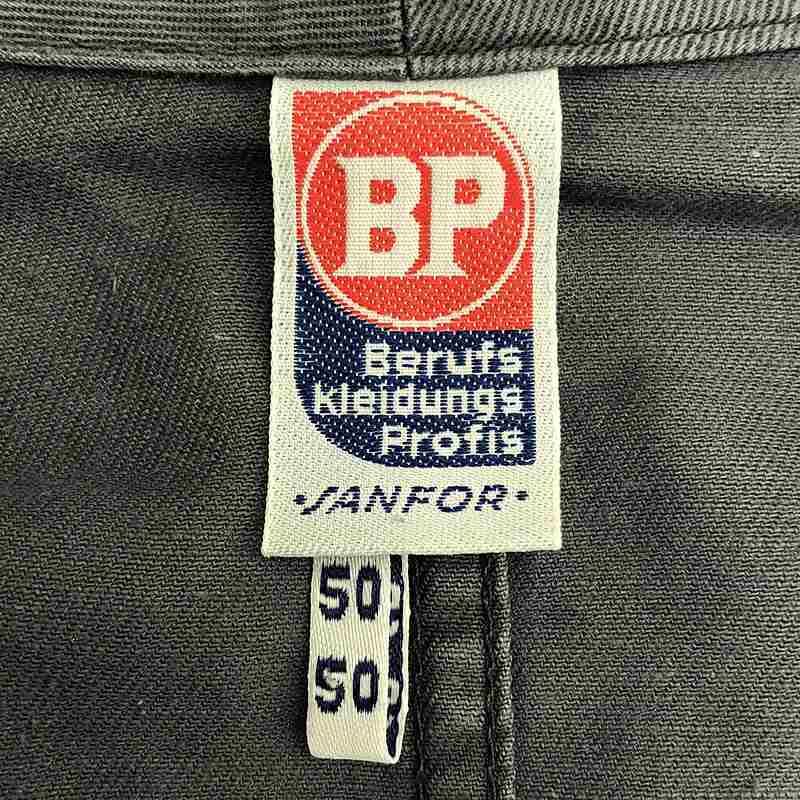 BP
Berufs
Kleidungs
Profis
·SANFOR·
50
50